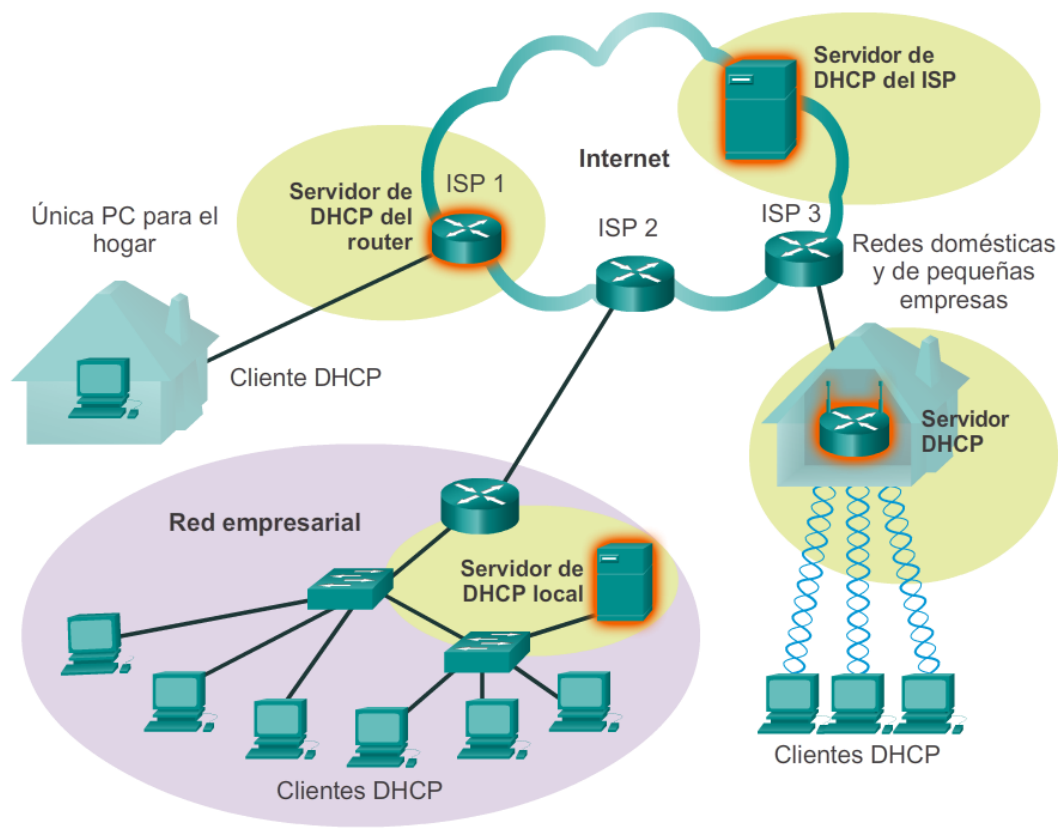 Servidor de
DHCP del ISP
Internet
ISP 1
Servidor de
DHCP del
router
Única PC para el
hogar
ISP 2
ISP 3
Redes domésticas
y de pequeñas
empresas
Cliente DHCP
Servidor
DHCP
Red empresarial
Servidor de
DHCP local
Clientes DHCP
Clientes DHCP